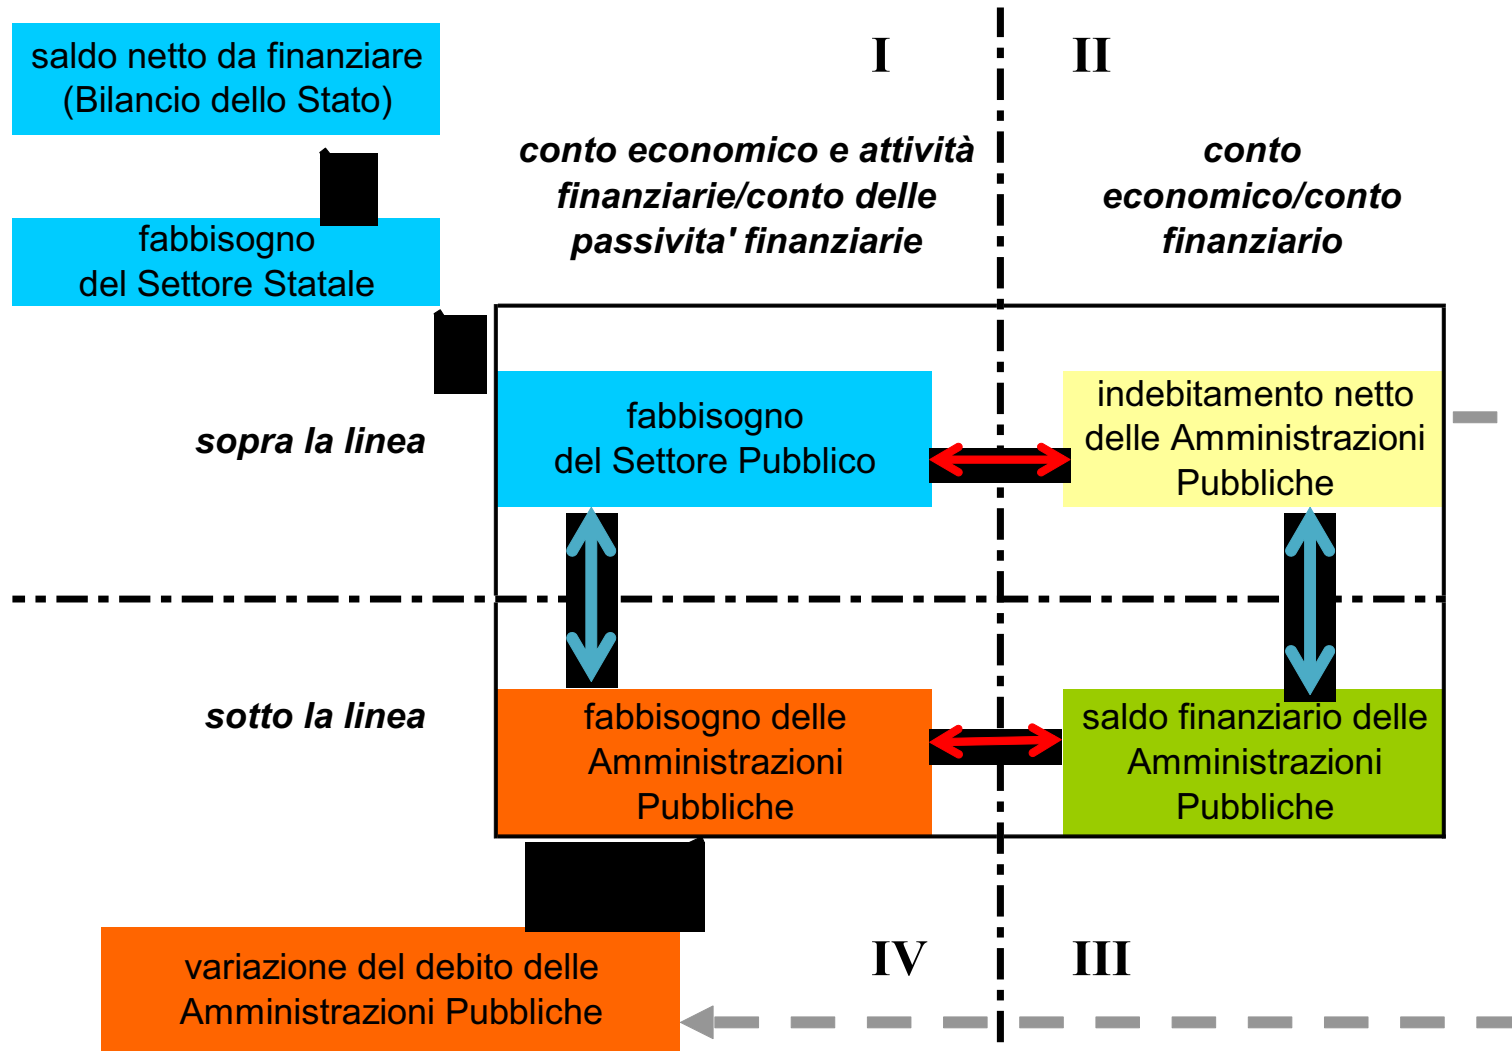 saldo netto da finanziare
(Bilancio dello Stato)
I
II
conto economico e attività
finanziarie/conto delle
passivita' finanziarie
conto
economico/conto
finanziario
fabbisogno
del Settore Statale
sopra la linea
fabbisogno
del Settore Pubblico
indebitamento netto
delle Amministrazioni
Pubbliche
sotto la linea
fabbisogno delle
Amministrazioni
Pubbliche
saldo finanziario delle
Amministrazioni
Pubbliche
variazione del debito delle
Amministrazioni Pubbliche
IV
III